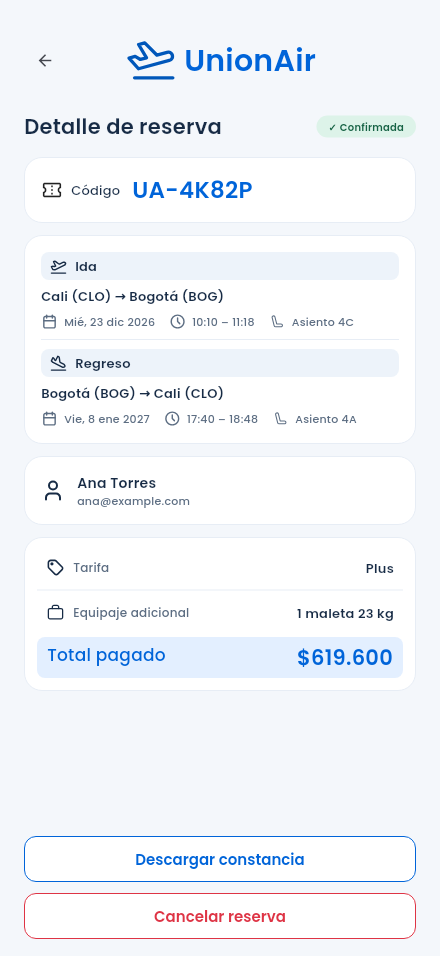 UnionAir
Detalle de reserva
✓ Confirmada
Código UA-4K82P
Ida
Cali (CLO) → Bogotá (BOG)
Mié, 23 dic 2026 10:10 – 11:18 Asiento 4C
Regreso
Bogotá (BOG) → Cali (CLO)
Vie, 8 ene 2027 17:40 – 18:48 Asiento 4A
Ana Torres
ana@example.com
Tarifa Plus
Equipaje adicional 1 maleta 23 kg
Total pagado $619.600
Descargar constancia
Cancelar reserva